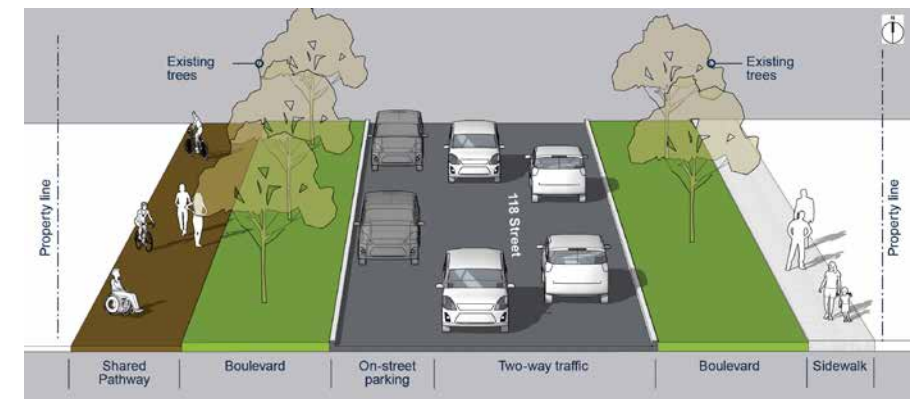 N
Existing
trees
Existing
trees
Property line
118 Street
Property line
Shared
Pathway
Boulevard
On-street
parking
Two-way traffic
Boulevard
Sidewalk